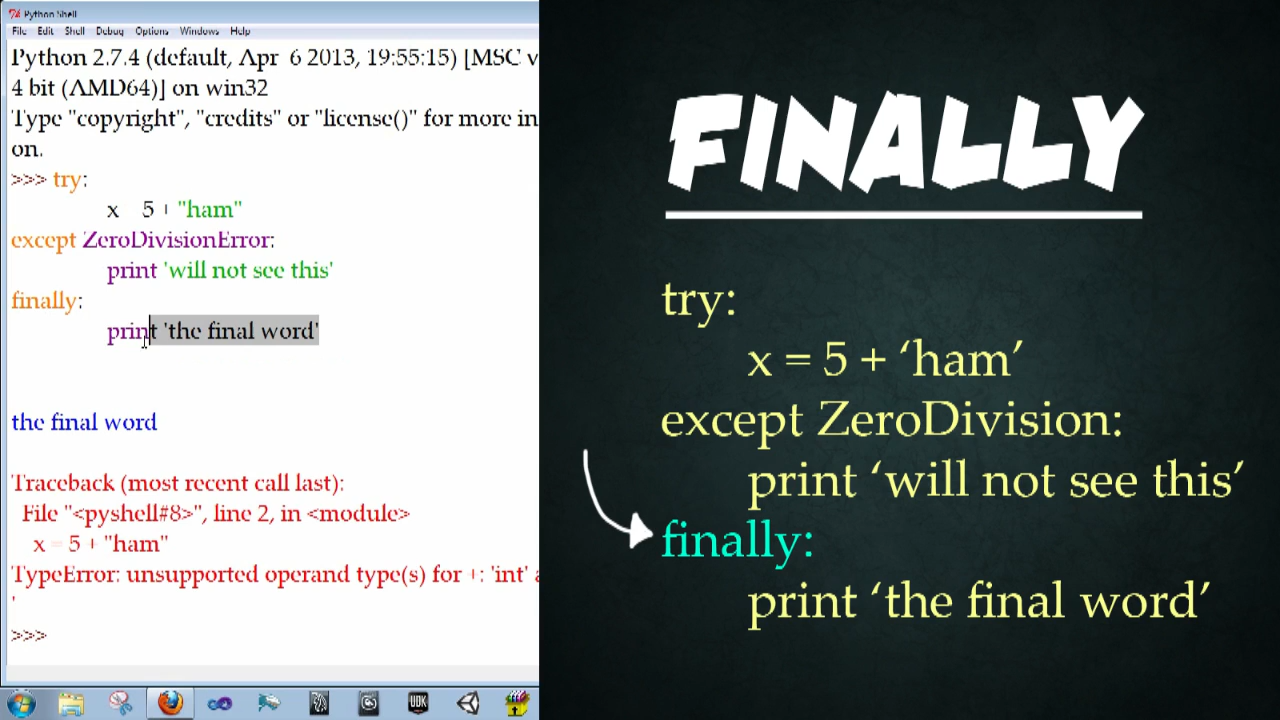 Python Shell
File Edit Shell Debug Options Windows Help
Python 2.7.4 (default, Apr 6 2013, 19:55:15) [MSC v
4 bit (AMD64)] on win32
Type "copyright", "credits" or "license()" for more in
on.
>>> try:
x = 5 + "ham"
except ZeroDivisionError:
print 'will not see this'
finally:
print 'the final word'
the final word
Traceback (most recent call last):
File "<pyshell#8>", line 2, in <module>
x = 5 + "ham"
TypeError: unsupported operand type(s) for +: 'int' a
'
>>>
UDK
FINALLY
try:
x = 5 + ‘ham’
except ZeroDivision:
print ‘will not see this’
finally:
print ‘the final word’